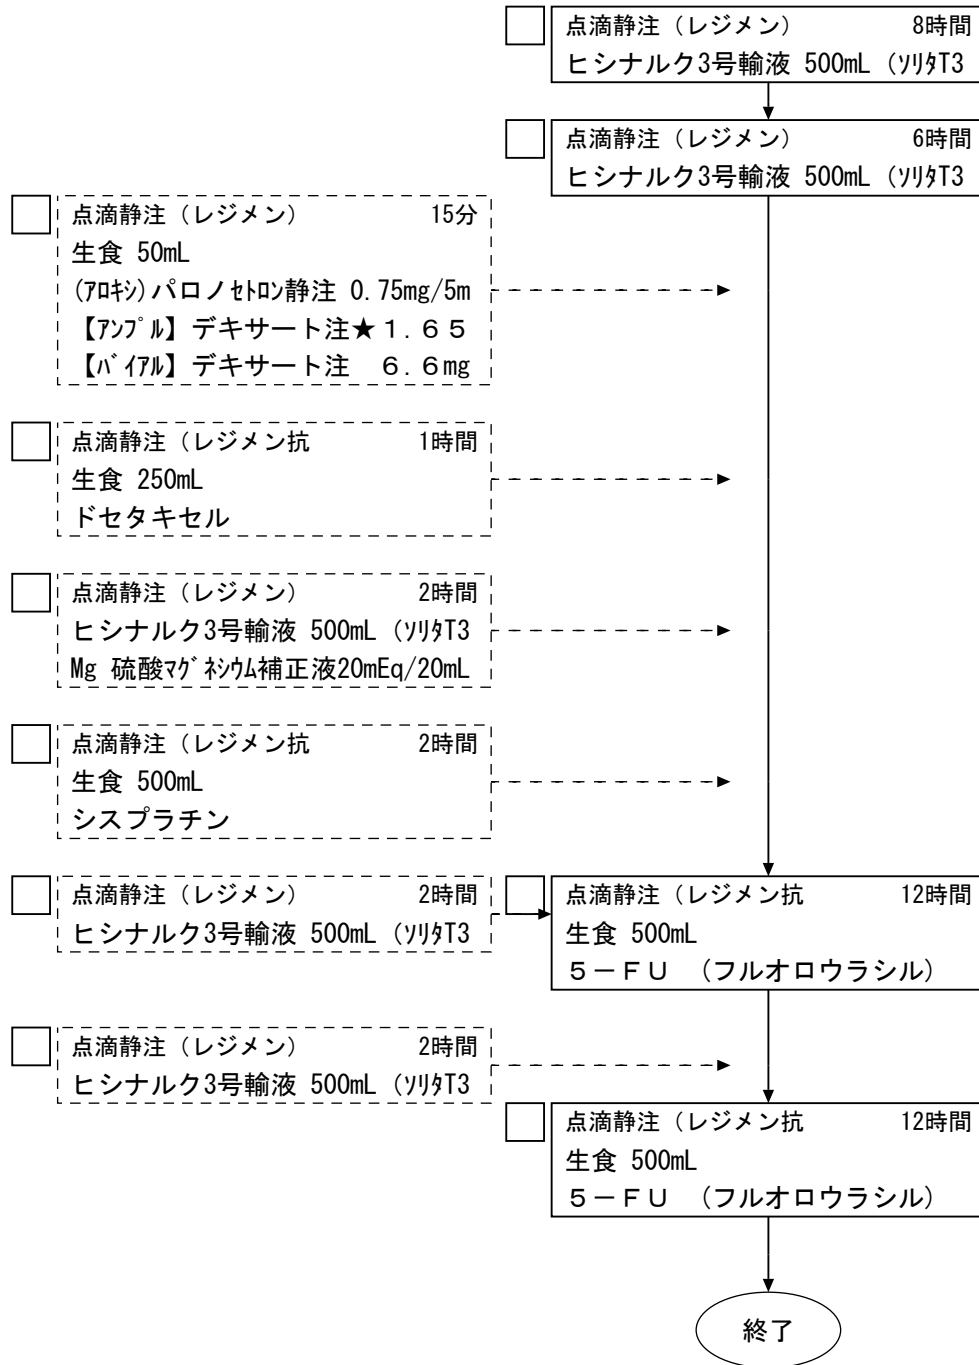 点滴静注（レジメン） 8時間
ヒシナルク3号輸液 500mL (ｿﾘﾀT3
点滴静注（レジメン） 6時間
ヒシナルク3号輸液 500mL (ｿﾘﾀT3
点滴静注（レジメン） 15分
生食 50mL
(ｱﾛｷｼ)パロノｾﾄﾛﾝ静注 0.75mg/5m
【ｱﾝﾌﾟﾙ】デキサート注★１.６５
【ﾊﾞｲｱﾙ】デキサート注　６.６mg
点滴静注（レジメン抗 1時間
生食 250mL
ドセタキセル
点滴静注（レジメン） 2時間
ヒシナルク3号輸液 500mL (ｿﾘﾀT3
Mg 硫酸ﾏｸﾞﾈｼｳﾑ補正液20mEq/20mL
点滴静注（レジメン抗 2時間
生食 500mL
シスプラチン
点滴静注（レジメン） 2時間
ヒシナルク3号輸液 500mL (ｿﾘﾀT3
点滴静注（レジメン抗 12時間
生食 500mL
５－ＦＵ　（フルオロウラシル）
点滴静注（レジメン） 2時間
ヒシナルク3号輸液 500mL (ｿﾘﾀT3
点滴静注（レジメン抗 12時間
生食 500mL
５－ＦＵ　（フルオロウラシル）
終了